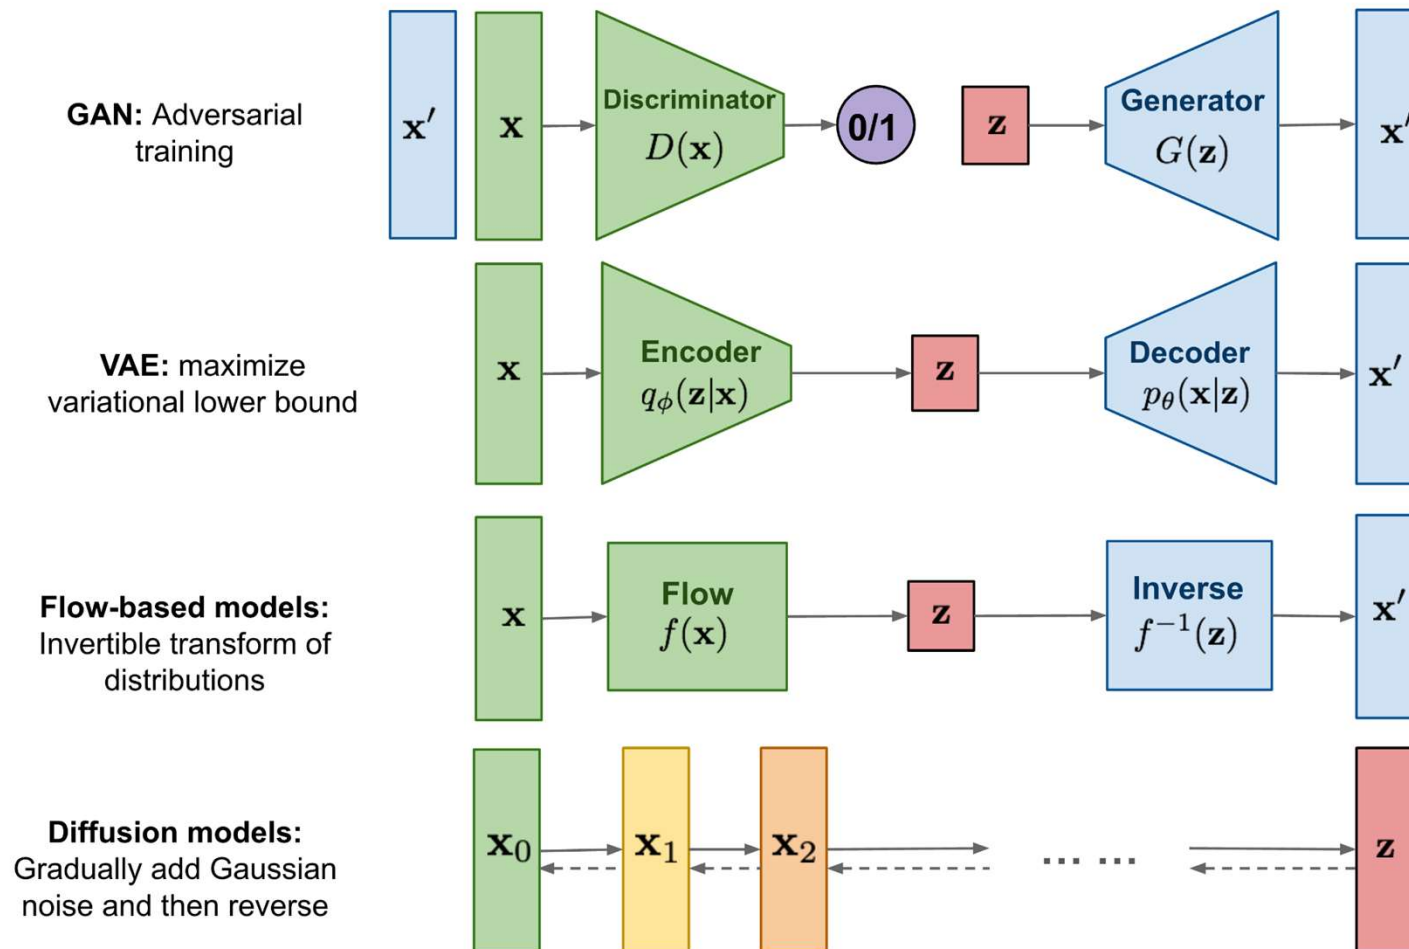 GAN: Adversarial
training
x′
x
Discriminator
D(x)
0/1
z
Generator
G(z)
x′
VAE: maximize
variational lower bound
x
Encoder
qϕ(z|x)
z
Decoder
pθ(x|z)
x′
Flow-based models:
Invertible transform of
distributions
x
Flow
f(x)
z
Inverse
f⁻¹(z)
x′
Diffusion models:
Gradually add Gaussian
noise and then reverse
x₀
x₁
x₂
... ...
z